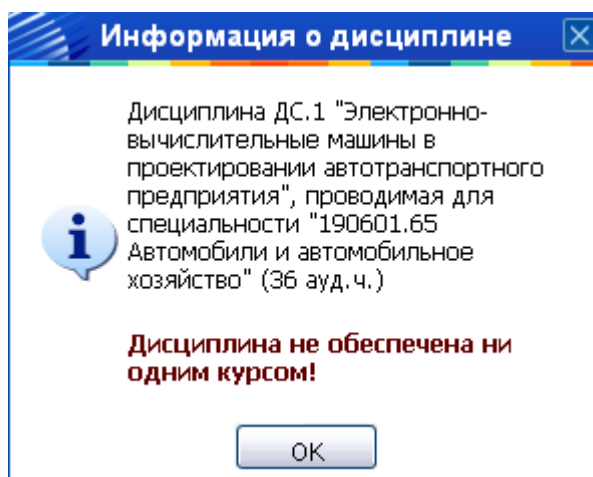 Информация о дисциплине
Дисциплина ДС.1 "Электронно-
вычислительные машины в
проектировании автотранспортного
предприятия", проводимая для
специальности "190601.65
Автомобили и автомобильное
хозяйство" (36 ауд.ч.)
Дисциплина не обеспечена ни
одним курсом!
OK